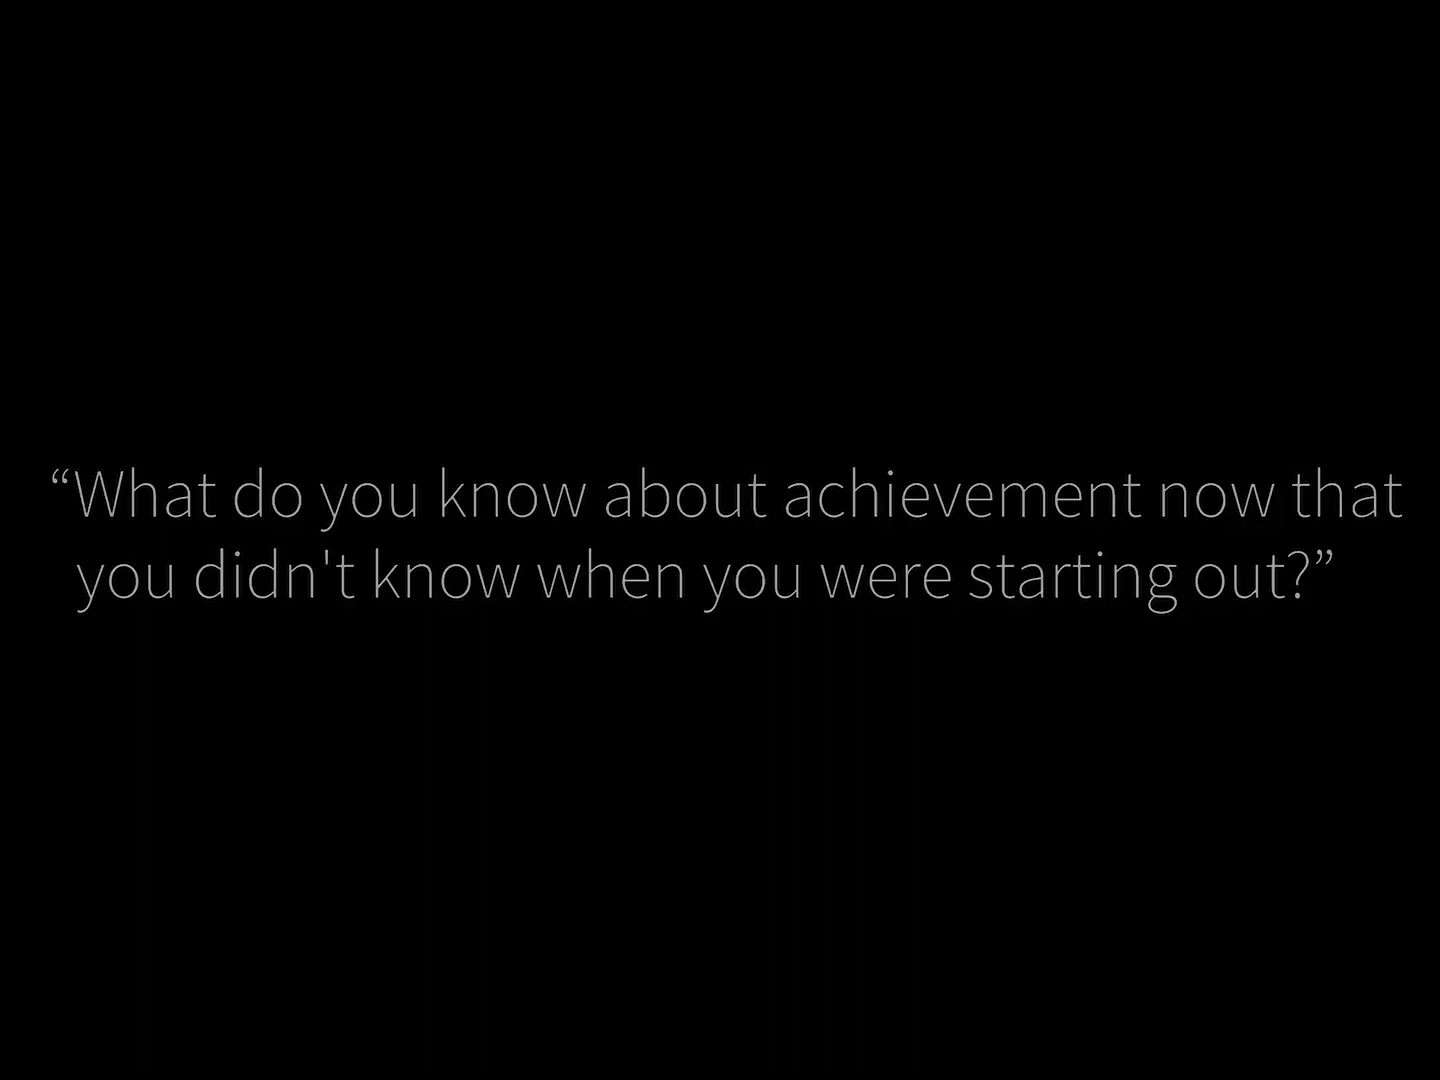 “What do you know about achievement now that
you didn't know when you were starting out?”